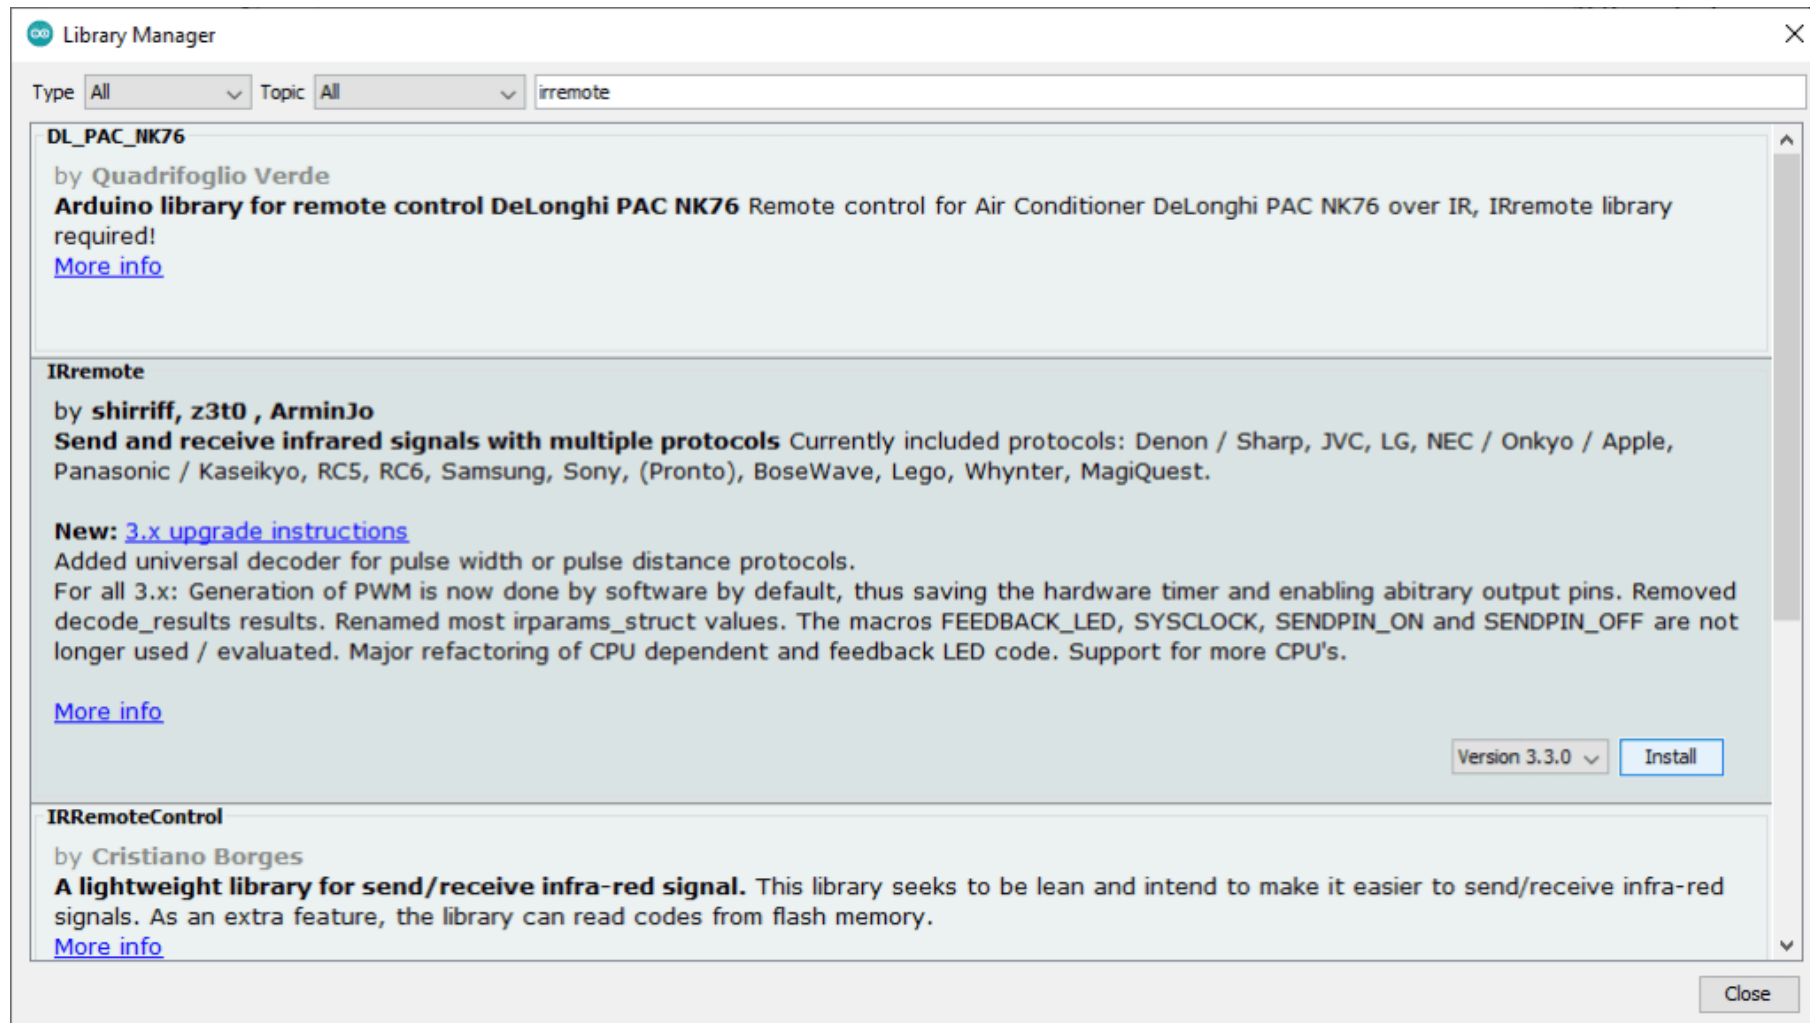 Library Manager
Type All Topic All irremote
DL_PAC_NK76
by Quadrifoglio Verde
Arduino library for remote control DeLonghi PAC NK76 Remote control for Air Conditioner DeLonghi PAC NK76 over IR, IRremote library
required!
More info
IRremote
by shirriff, z3t0 , ArminJo
Send and receive infrared signals with multiple protocols Currently included protocols: Denon / Sharp, JVC, LG, NEC / Onkyo / Apple,
Panasonic / Kaseikyo, RC5, RC6, Samsung, Sony, (Pronto), BoseWave, Lego, Whynter, MagiQuest.
New: 3.x upgrade instructions
Added universal decoder for pulse width or pulse distance protocols.
For all 3.x: Generation of PWM is now done by software by default, thus saving the hardware timer and enabling abitrary output pins. Removed
decode_results results. Renamed most irparams_struct values. The macros FEEDBACK_LED, SYSCLOCK, SENDPIN_ON and SENDPIN_OFF are not
longer used / evaluated. Major refactoring of CPU dependent and feedback LED code. Support for more CPU's.
More info
Version 3.3.0 Install
IRRemoteControl
by Cristiano Borges
A lightweight library for send/receive infra-red signal. This library seeks to be lean and intend to make it easier to send/receive infra-red
signals. As an extra feature, the library can read codes from flash memory.
More info
Close